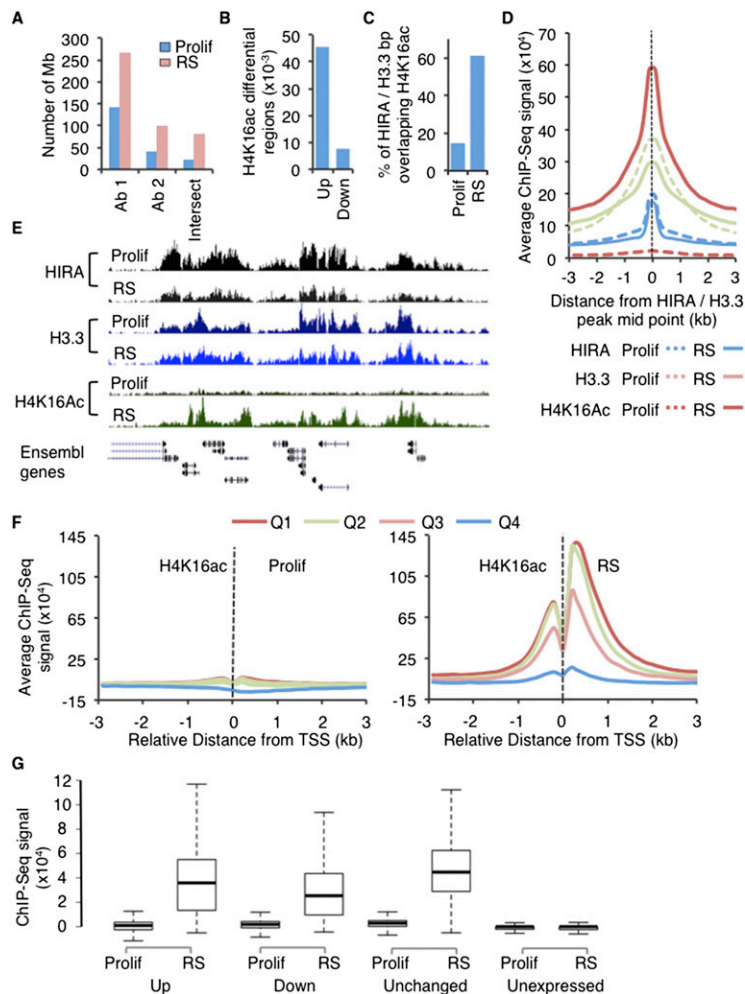 A
Number of Mb
300
250
200
150
100
50
0
Prolif
RS
Ab 1
Ab 2
Intersect
B
H4K16ac differential
regions (x10-3)
50
40
30
20
10
0
Up
Down
C
% of HIRA / H3.3 bp
overlapping H4K16ac
60
40
20
0
Prolif
RS
D
Average ChIP-Seq signal (x10⁴)
70
60
50
40
30
20
10
0
-3 -2 -1 0 1 2 3
Distance from HIRA / H3.3
peak mid point (kb)
HIRA Prolif RS
H3.3 Prolif RS
H4K16Ac Prolif RS
E
HIRA
Prolif
RS
H3.3
Prolif
RS
H4K16Ac
Prolif
RS
Ensembl
genes
F
Q1 Q2 Q3 Q4
Average ChIP-Seq
signal (x10⁴)
145
105
65
25
-15
H4K16ac Prolif
-3 -2 -1 0 1 2 3
Relative Distance from TSS (kb)
145
105
65
25
-15
H4K16ac RS
-3 -2 -1 0 1 2 3
Relative Distance from TSS (kb)
G
ChIP-Seq signal
(x10⁴)
12
10
8
6
4
2
0
Prolif RS Prolif RS Prolif RS Prolif RS
Up Down Unchanged Unexpressed